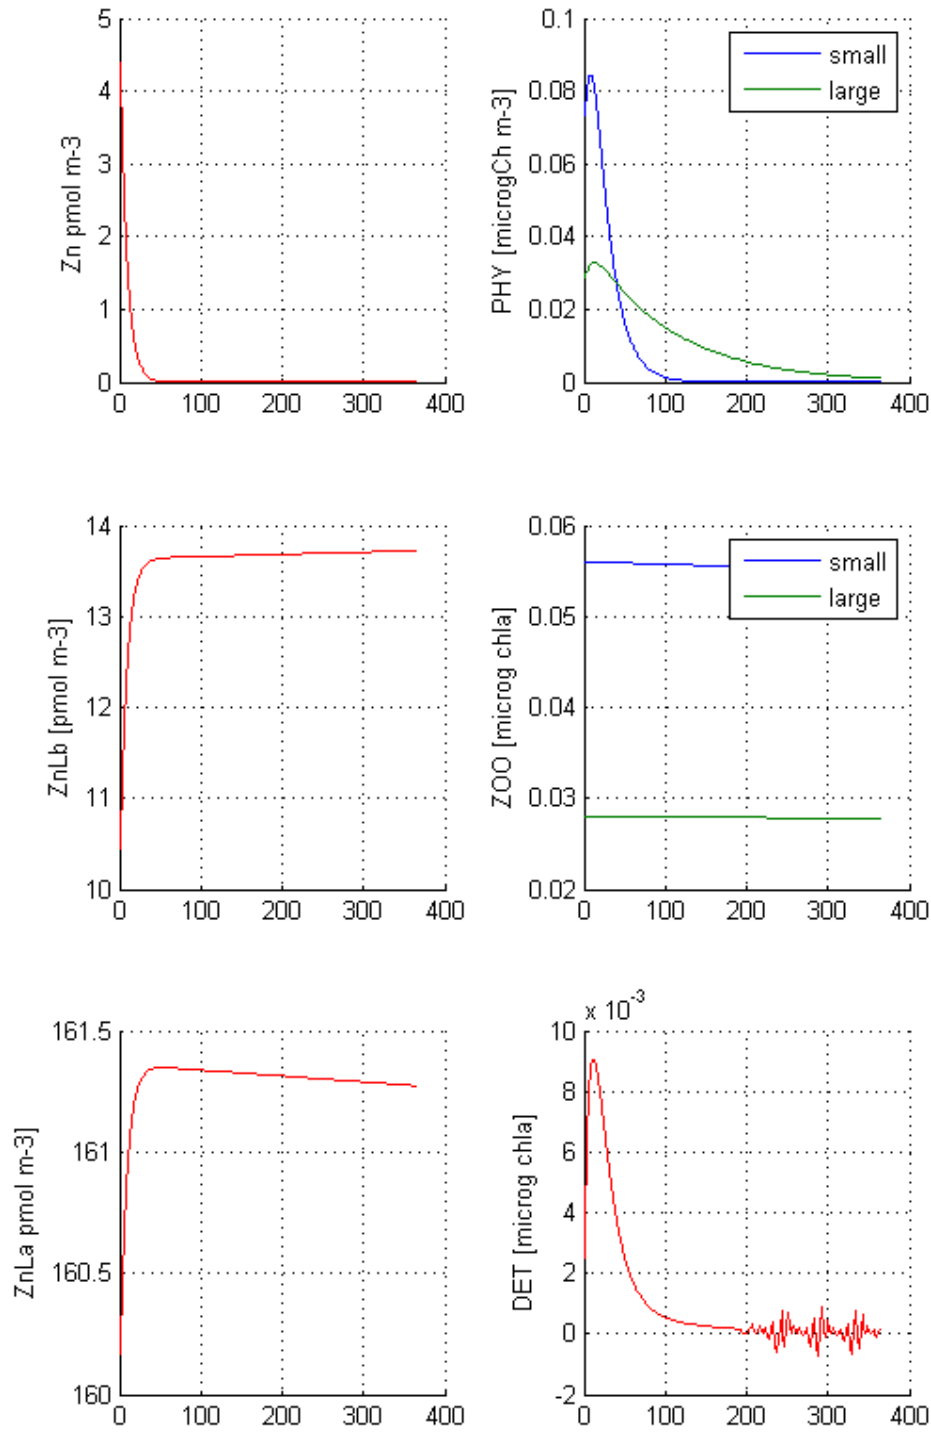 5
4
3
2
1
0
Zn pmol m-3
0 100 200 300 400
0.1
0.08
0.06
0.04
0.02
0
PHY [microgCh m-3]
small
large
0 100 200 300 400
14
13
12
11
10
ZnLb [pmol m-3]
0 100 200 300 400
0.06
0.05
0.04
0.03
0.02
ZOO [microg chla]
small
large
0 100 200 300 400
161.5
161
160.5
160
ZnLa pmol m-3]
0 100 200 300 400
x 10-3
10
8
6
4
2
0
-2
DET [microg chla]
0 100 200 300 400